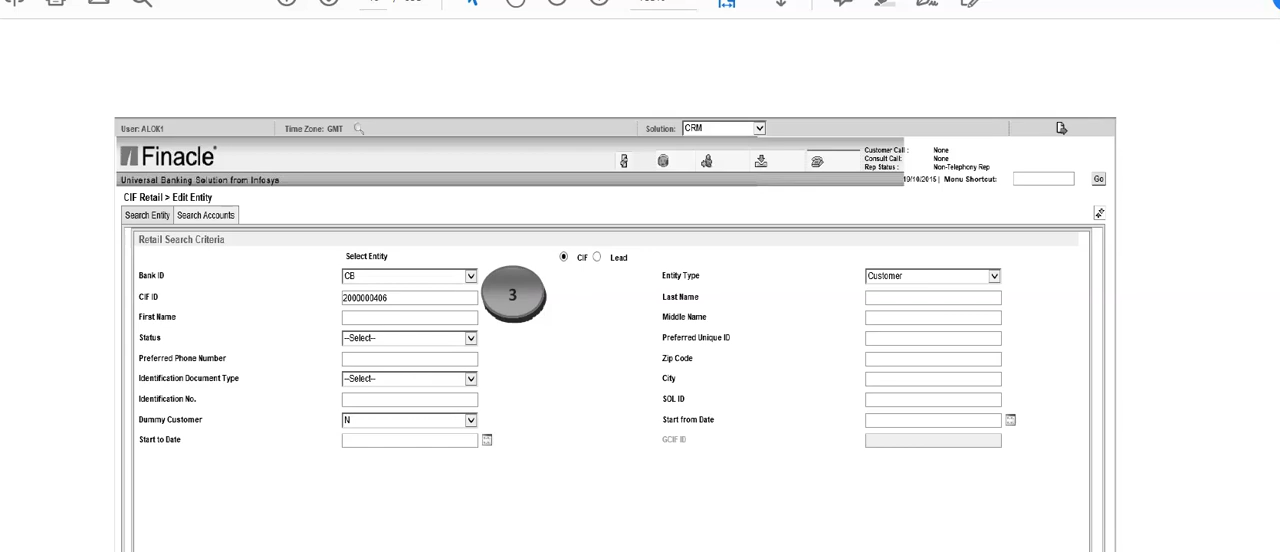 User: ALOK1 Time Zone: GMT Solution: CRM
Finacle
Customer Call : None
Consult Call: None
Rep Status : Non-Telephony Rep
Universal Banking Solution from Infosys 19/10/2015 | Menu Shortcut: Go
CIF Retail > Edit Entity
Search Entity Search Accounts
Retail Search Criteria
Select Entity CIF Lead
Bank ID CB Entity Type Customer
CIF ID 2000000406 Last Name
3
First Name Middle Name
Status --Select-- Preferred Unique ID
Preferred Phone Number Zip Code
Identification Document Type --Select-- City
Identification No. SOL ID
Dummy Customer N Start from Date
Start to Date GCIF ID